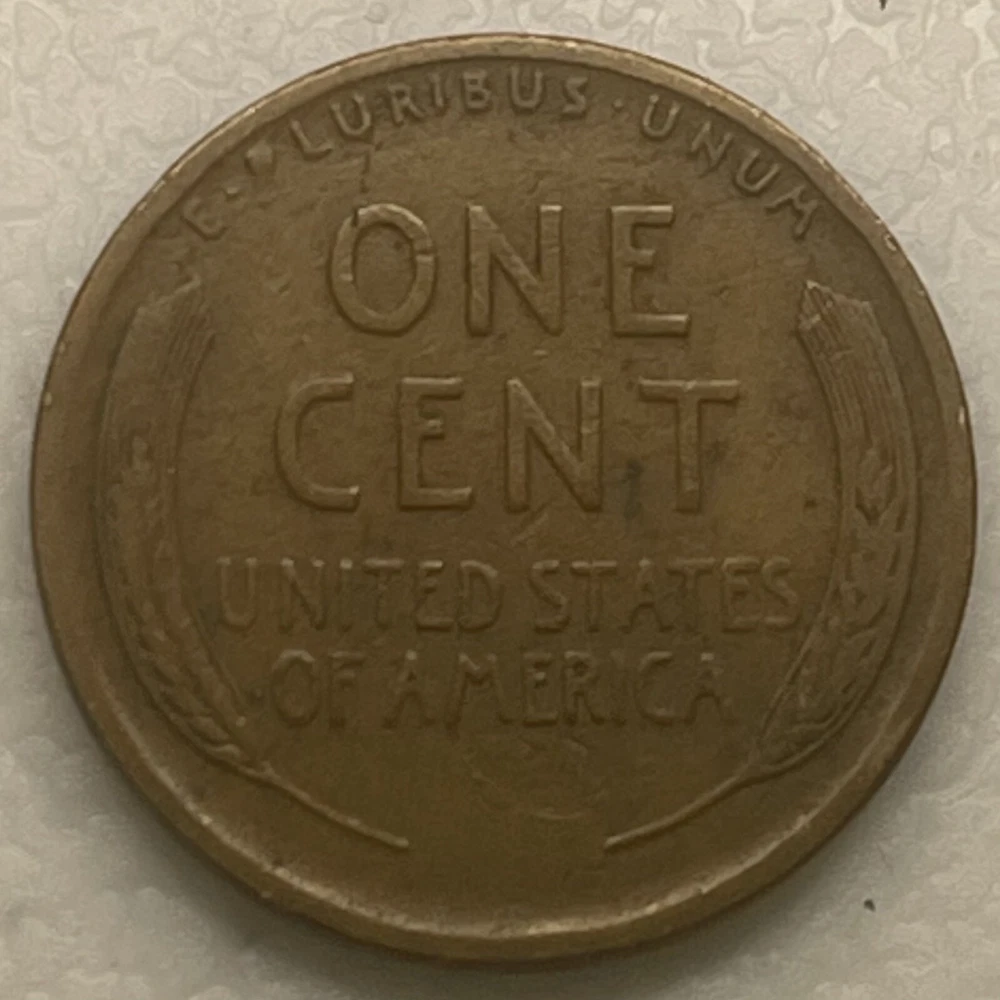 E · PLURIBUS · UNUM
ONE
CENT
UNITED STATES
OF AMERICA